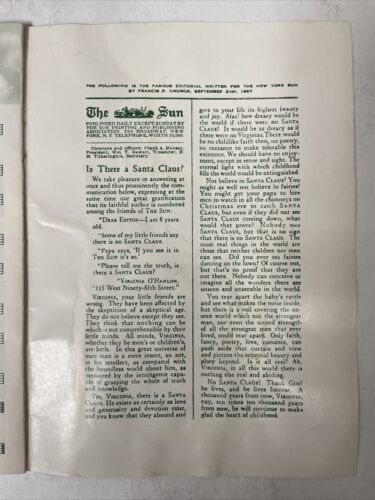 THE FOLLOWING IS THE FAMOUS EDITORIAL WRITTEN FOR THE NEW YORK SUN
BY FRANCIS P. CHURCH, SEPTEMBER 21st, 1897
The Sun
PUBLISHED DAILY EXCEPT SUNDAY BY
THE SUN PRINTING AND PUBLISHING
ASSOCIATION, 280 BROADWAY, NEW
YORK, N. Y. TELEPHONE, WORTH 10,000
Directors and officers: Frank A. Munsey,
President; Wm. T. Dewart, Treasurer; R.
H. Titherington, Secretary
Is There a Santa Claus?
We take pleasure in answering at
once and thus prominently the com-
munication below, expressing at the
same time our great gratification
that its faithful author is numbered
among the friends of THE SUN:
"DEAR EDITOR—I am 8 years
old.
"Some of my little friends say
there is no SANTA CLAUS.
"Papa says, 'If you see it in
THE SUN it's so.'
"Please tell me the truth, is
there a SANTA CLAUS?
"VIRGINIA O'HANLON,
"115 West Ninety-fifth Street."
VIRGINIA, your little friends are
wrong. They have been affected by
the skepticism of a skeptical age.
They do not believe except they see.
They think that nothing can be
which is not comprehensible by their
little minds. All minds, VIRGINIA,
whether they be men's or children's,
are little. In this great universe of
ours man is a mere insect, an ant,
in his intellect, as compared with
the boundless world about him, as
measured by the intelligence capa-
ble of grasping the whole of truth
and knowledge.
Yes, VIRGINIA, there is a SANTA
CLAUS. He exists as certainly as love
and generosity and devotion exist,
and you know that they abound and
give to your life its highest beauty
and joy. Alas! how dreary would be
the world if there were no SANTA
CLAUS! It would be as dreary as if
there were no Virginias. There would
be no childlike faith then, no poetry,
no romance to make tolerable this
existence. We should have no enjoy-
ment, except in sense and sight. The
eternal light with which childhood
fills the world would be extinguished.
Not believe in SANTA CLAUS! You
might as well not believe in fairies!
You might get your papa to hire
men to watch in all the chimneys on
Christmas eve to catch SANTA
CLAUS, but even if they did not see
SANTA CLAUS coming down, what
would that prove? Nobody sees
SANTA CLAUS, but that is no sign
that there is no SANTA CLAUS. The
most real things in the world are
those that neither children nor men
can see. Did you ever see fairies
dancing on the lawn? Of course not,
but that's no proof that they are
not there. Nobody can conceive or
imagine all the wonders there are
unseen and unseeable in the world.
You tear apart the baby's rattle
and see what makes the noise inside,
but there is a veil covering the un-
seen world which not the strongest
man, nor even the united strength
of all the strongest men that ever
lived, could tear apart. Only faith,
fancy, poetry, love, romance, can
push aside that curtain and view
and picture the supernal beauty and
glory beyond. Is it all real? Ah,
VIRGINIA, in all this world there is
nothing else real and abiding.
No SANTA CLAUS! Thank God!
he lives, and he lives forever. A
thousand years from now, VIRGINIA,
nay, ten times ten thousand years
from now, he will continue to make
glad the heart of childhood.